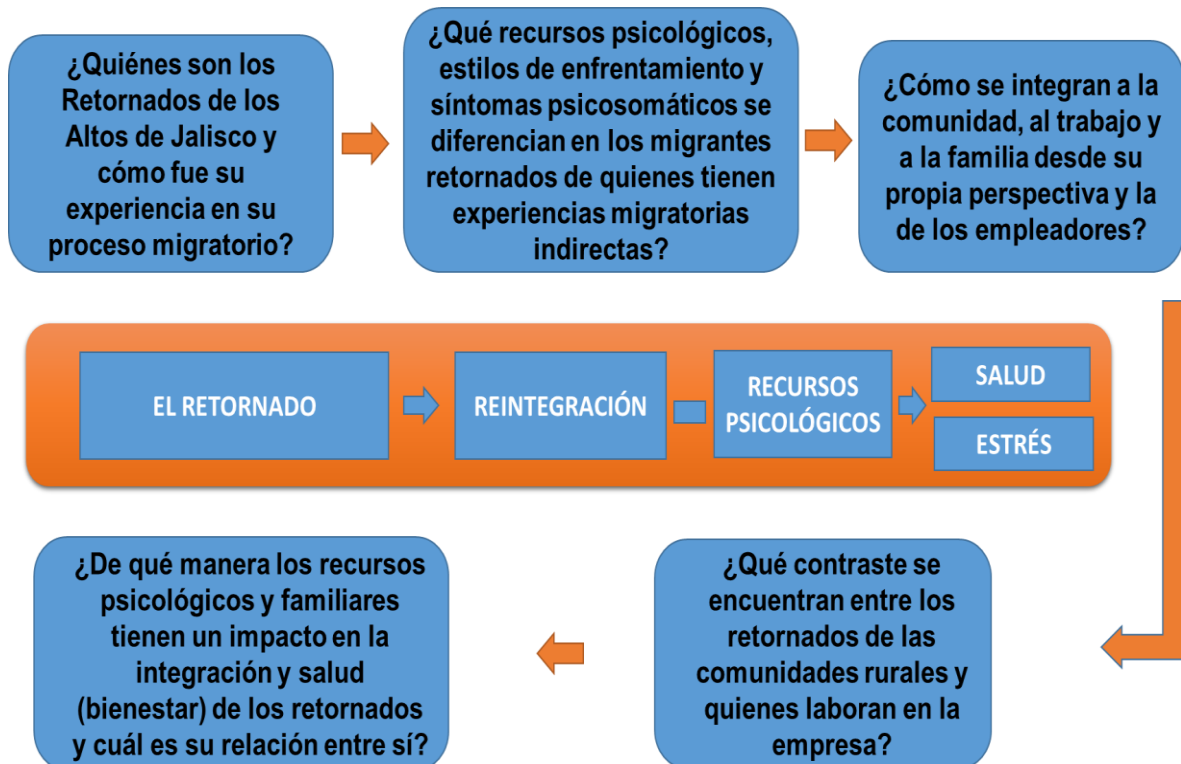 ¿Quiénes son los
Retornados de los
Altos de Jalisco y
cómo fue su
experiencia en su
proceso migratorio?
¿Qué recursos psicológicos,
estilos de enfrentamiento y
síntomas psicosomáticos se
diferencian en los migrantes
retornados de quienes tienen
experiencias migratorias
indirectas?
¿Cómo se integran a la
comunidad, al trabajo y
a la familia desde su
propia perspectiva y la
de los empleadores?
EL RETORNADO
REINTEGRACIÓN
RECURSOS
PSICOLÓGICOS
SALUD
ESTRÉS
¿Qué contraste se
encuentran entre los
retornados de las
comunidades rurales y
quienes laboran en la
empresa?
¿De qué manera los recursos
psicológicos y familiares
tienen un impacto en la
integración y salud
(bienestar) de los retornados
y cuál es su relación entre sí?